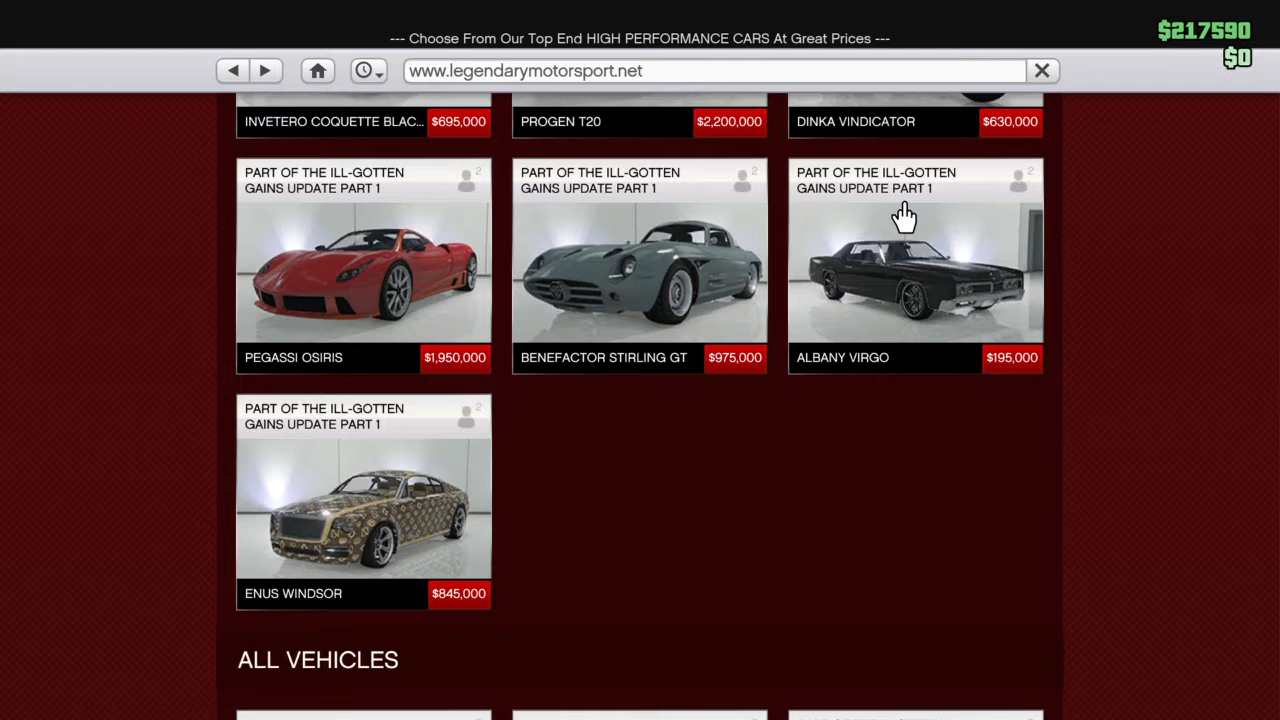 $217590
--- Choose From Our Top End HIGH PERFORMANCE CARS At Great Prices ---
$0
www.legendarymotorsport.net
INVETERO COQUETTE BLAC... $695,000
PROGEN T20 $2,200,000
DINKA VINDICATOR $630,000
PART OF THE ILL-GOTTEN
GAINS UPDATE PART 1
2
PART OF THE ILL-GOTTEN
GAINS UPDATE PART 1
2
PART OF THE ILL-GOTTEN
GAINS UPDATE PART 1
2
PEGASSI OSIRIS $1,950,000
BENEFACTOR STIRLING GT $975,000
ALBANY VIRGO $195,000
PART OF THE ILL-GOTTEN
GAINS UPDATE PART 1
2
ENUS WINDSOR $845,000
ALL VEHICLES